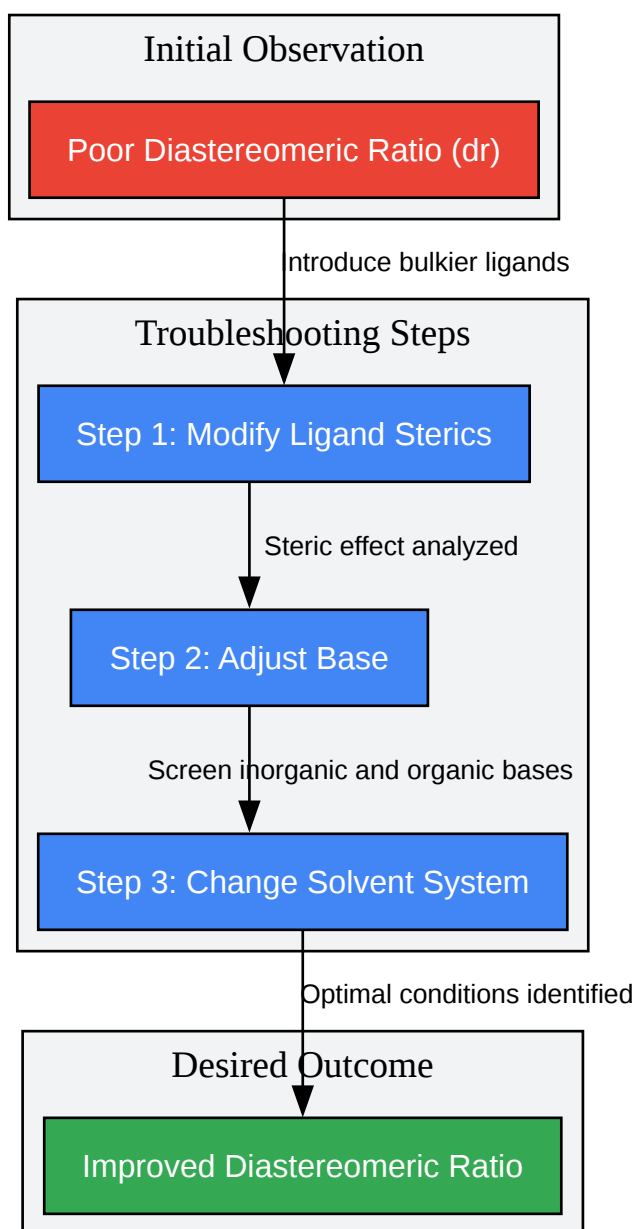 Initial Observation
Poor Diastereomeric Ratio (dr)
Introduce bulkier ligands
Troubleshooting Steps
Step 1: Modify Ligand Sterics
Steric effect analyzed
Step 2: Adjust Base
Screen inorganic and organic bases
Step 3: Change Solvent System
Optimal conditions identified
Desired Outcome
Improved Diastereomeric Ratio